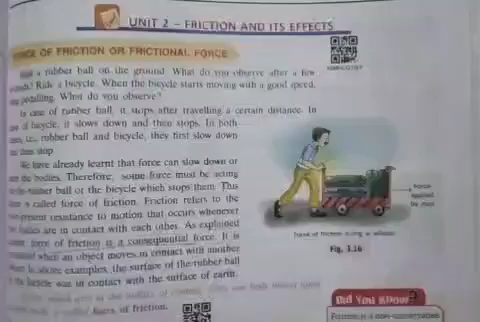 UNIT 2 – FRICTION AND ITS EFFECTS
OF FRICTION OR FRICTIONAL FORCE
a rubber ball on the ground. What do you observe after a few
Ride a bicycle. When the bicycle starts moving with a good speed,
pedalling. What do you observe?
In case of rubber ball, it stops after travelling a certain distance. In
of bicycle, it slows down and then stops. In both
i.e., rubber ball and bicycle, they first slow down
then stop.
We have already learnt that force can slow down or
the bodies. Therefore, some force must be acting
rubber ball or the bicycle which stops them. This
is called force of friction. Friction refers to the
resistance to motion that occurs whenever
bodies are in contact with each other. As explained
force of friction is a consequential force. It is
when an object moves in contact with another
In above examples, the surface of the rubber ball
the bicycle was in contact with the surface of earth.
force of friction.
Force
applied
by man
Force of friction
Fig. 3.16
Did You Know?
Friction is a non-conservative